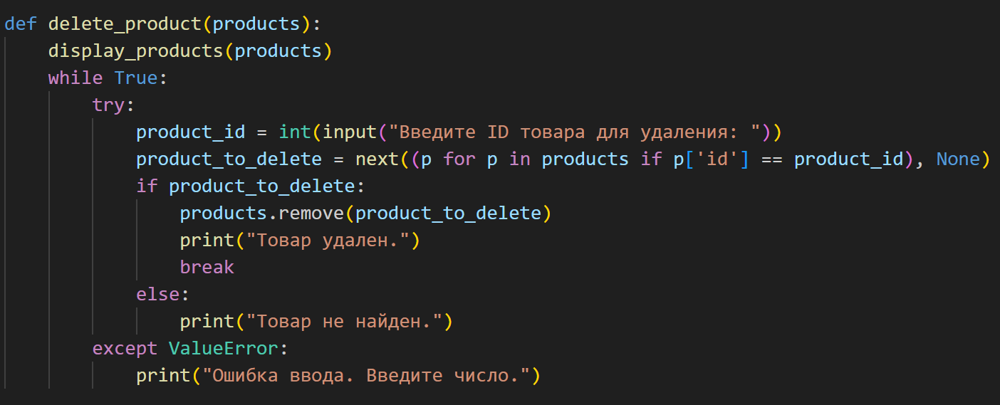 def delete_product(products):
    display_products(products)
    while True:
        try:
            product_id = int(input("Введите ID товара для удаления: "))
            product_to_delete = next((p for p in products if p['id'] == product_id), None)
            if product_to_delete:
                products.remove(product_to_delete)
                print("Товар удален.")
                break
            else:
                print("Товар не найден.")
        except ValueError:
            print("Ошибка ввода. Введите число.")